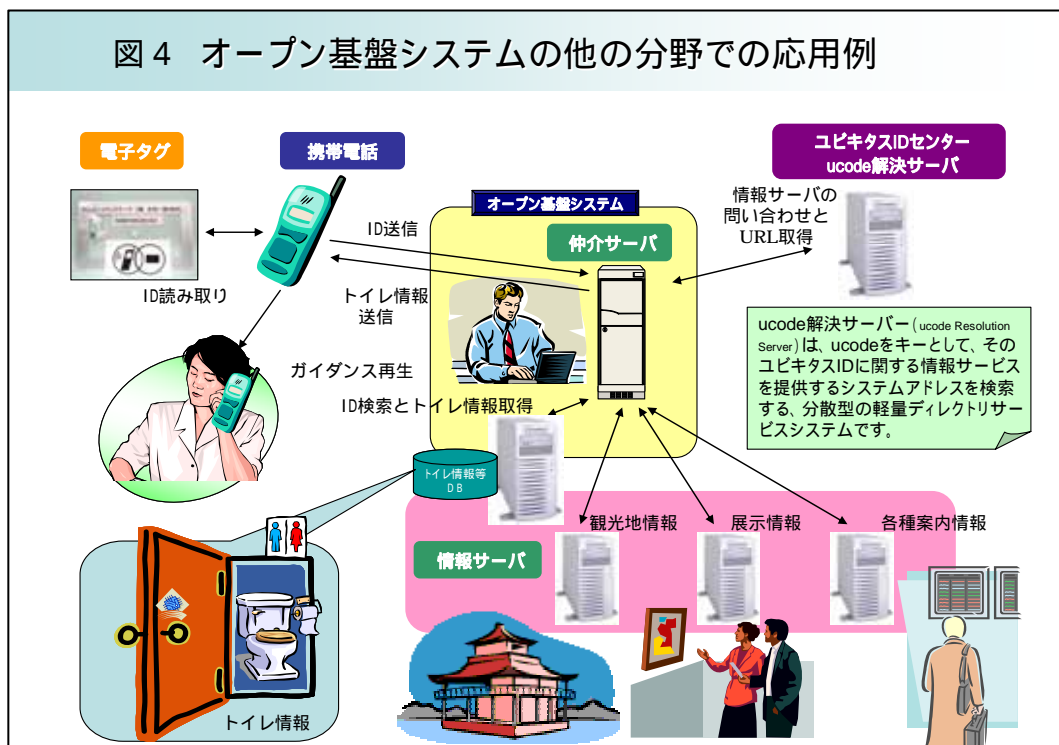 図４ オープン基盤システムの他の分野での応用例
電子タグ
携帯電話
ユビキタスIDセンター
ucode解決サーバ
オープン基盤システム
仲介サーバ
情報サーバの
問い合わせと
URL取得
ID送信
ID読み取り
トイレ情報
送信
ガイダンス再生
ID検索とトイレ情報取得
ucode解決サーバー(ucode Resolution
Server)は、ucodeをキーとして、その
ユビキタスIDに関する情報サービス
を提供するシステムアドレスを検索
する、分散型の軽量ディレクトリサー
ビスシステムです。
トイレ情報等
DB
観光地情報
展示情報
各種案内情報
情報サーバ
トイレ情報